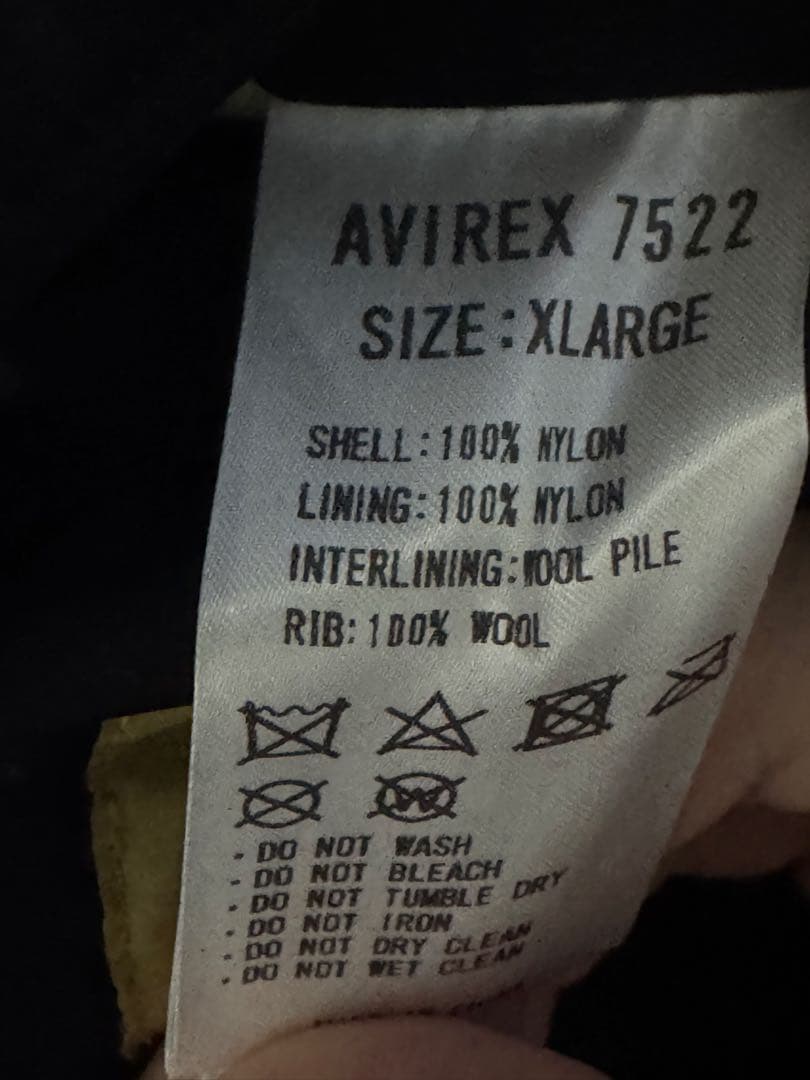 AVIREX 7522
SIZE:XLARGE
SHELL:100% NYLON
LINING:100% NYLON
INTERLINING:WOOL PILE
RIB:100% WOOL
W
- DO NOT WASH
- DO NOT BLEACH
- DO NOT TUMBLE DRY
- DO NOT IRON
- DO NOT DRY CLEAN
- DO NOT WET CLEAN